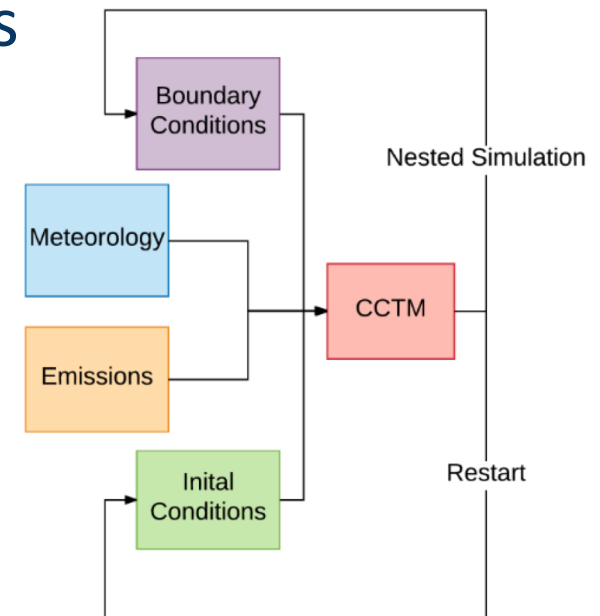 s
Boundary
Conditions
Nested Simulation
Meteorology
CCTM
Emissions
Restart
Inital
Conditions